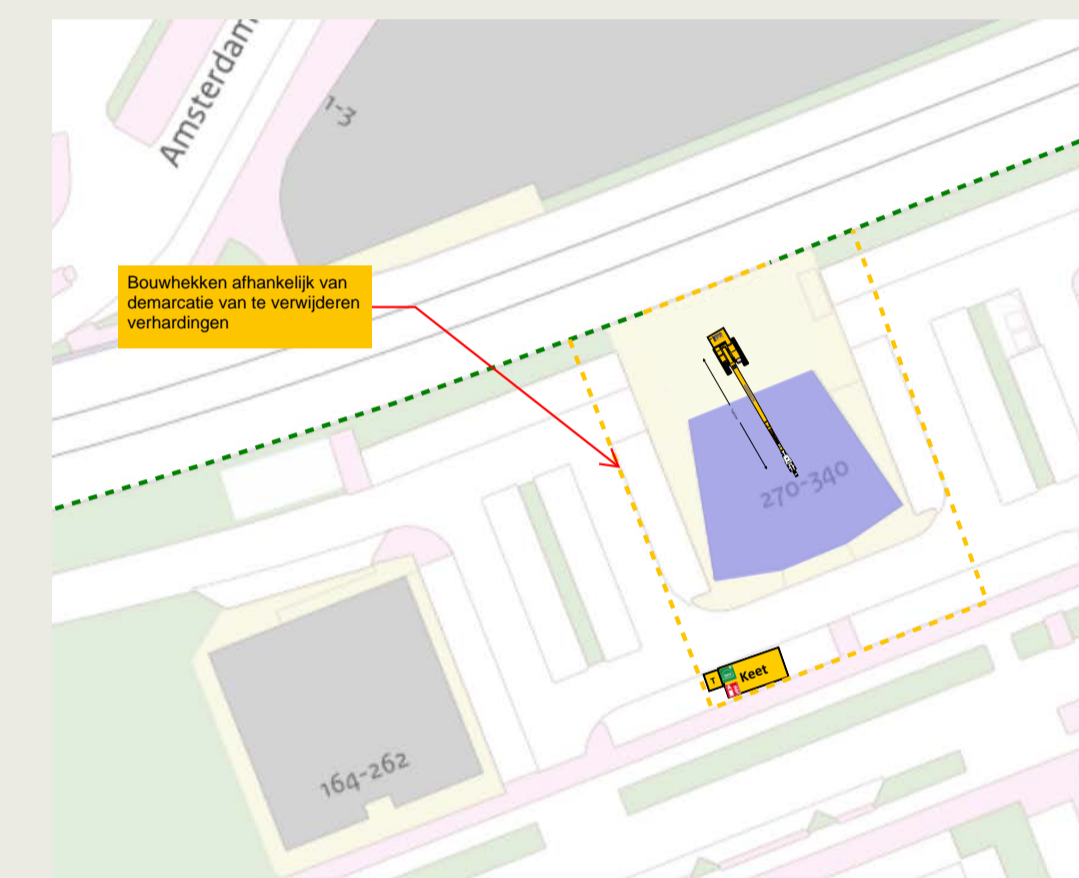 Amsterdam
1-3
Bouwhekken afhankelijk van
demarcatie van te verwijderen
verhardingen
270-340
T
Keet
164-262